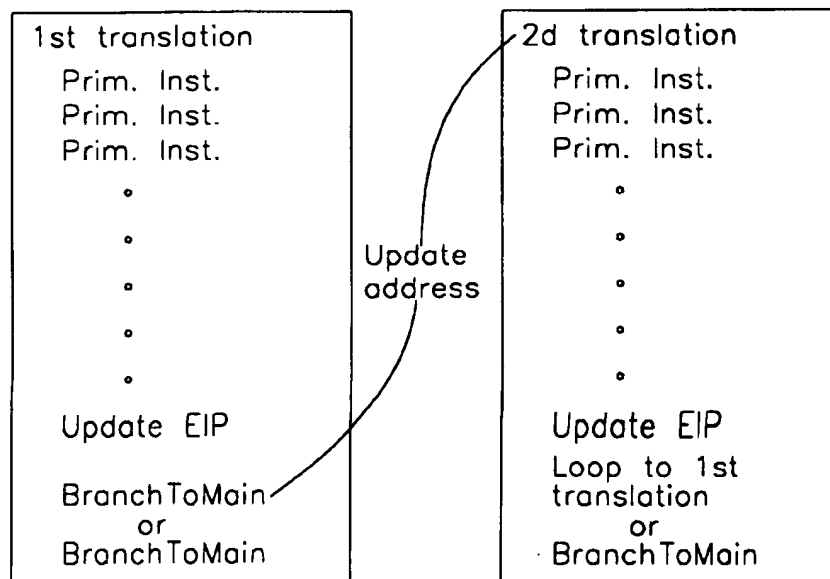 1st translation
Prim. Inst.
Prim. Inst.
Prim. Inst.
Update EIP
BranchToMain
or
BranchToMain
Update
address
2d translation
Prim. Inst.
Prim. Inst.
Prim. Inst.
Update EIP
Loop to 1st
translation
or
BranchToMain